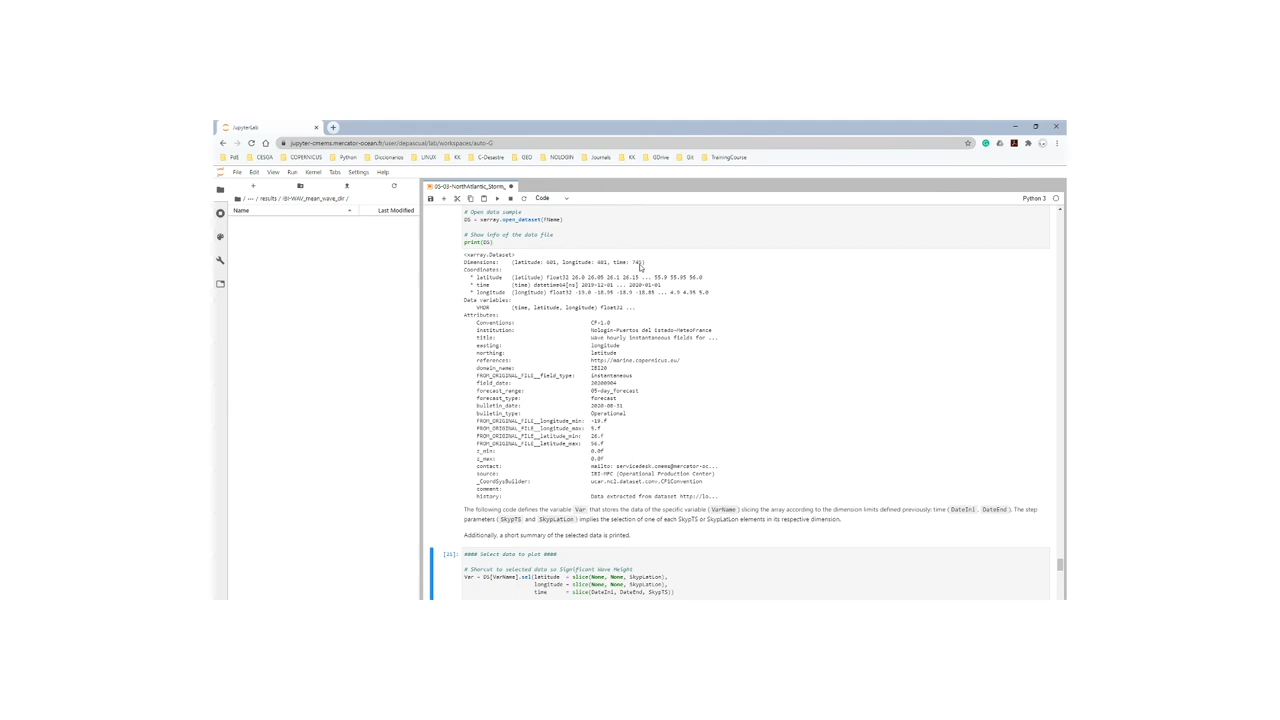 JupyterLab
jupyter-cmems.mercator-ocean.fr/user/depascual/lab/workspaces/auto-G
PdE CESGA COPERNICUS Python Diccionarios LINUX KK C-Desastre GEO NOLOGIN Journals KK GDrive Git TrainingCourse
File Edit View Run Kernel Tabs Settings Help
05-03-NorthAtlantic_Storm_
/ ··· / results / IBI-WAV_mean_wave_dir /
Code
Python 3
Name Last Modified
# Open data sample
DS = xarray.open_dataset(FName)
# Show info of the data file
print(DS)
<xarray.Dataset>
Dimensions: (latitude: 601, longitude: 481, time: 745)
Coordinates:
* latitude (latitude) float32 26.0 26.05 26.1 26.15 ... 55.9 55.95 56.0
* time (time) datetime64[ns] 2019-12-01 ... 2020-01-01
* longitude (longitude) float32 -19.0 -18.95 -18.9 -18.85 ... 4.9 4.95 5.0
Data variables:
VMDR (time, latitude, longitude) float32 ...
Attributes:
Conventions: CF-1.0
institution: Nologin-Puertos del Estado-MeteoFrance
title: Wave hourly instantaneous fields for ...
easting: longitude
northing: latitude
references: http://marine.copernicus.eu/
domain_name: IBI20
FROM_ORIGINAL_FILE__field_type: instantaneous
field_date: 20200904
forecast_range: 05-day_forecast
forecast_type: forecast
bulletin_date: 2020-08-31
bulletin_type: Operational
FROM_ORIGINAL_FILE__longitude_min: -19.f
FROM_ORIGINAL_FILE__longitude_max: 5.f
FROM_ORIGINAL_FILE__latitude_min: 26.f
FROM_ORIGINAL_FILE__latitude_max: 56.f
z_min: 0.0f
z_max: 0.0f
contact: mailto: servicedesk.cmems@mercator-oc...
source: IBI-MFC (Operational Production Center)
_CoordSysBuilder: ucar.nc2.dataset.conv.CF1Convention
comment:
history: Data extracted from dataset http://lo...
The following code defines the variable Var that stores the data of the specific variable (VarName) slicing the array according to the dimension limits defined previously: time (DateIni, DateEnd). The step
parameters (SkypTS and SkypLatLon) implies the selection of one of each SkypTS or SkypLatLon elements in its respective dimension.
Additionally, a short summary of the selected data is printed.
[21]: #### Select data to plot ####
# Shorcut to selected data so Significant Wave Height
Var = DS[VarName].sel(latitude = slice(None, None, SkypLatLon),
longitude = slice(None, None, SkypLatLon),
time = slice(DateIni, DateEnd, SkypTS))